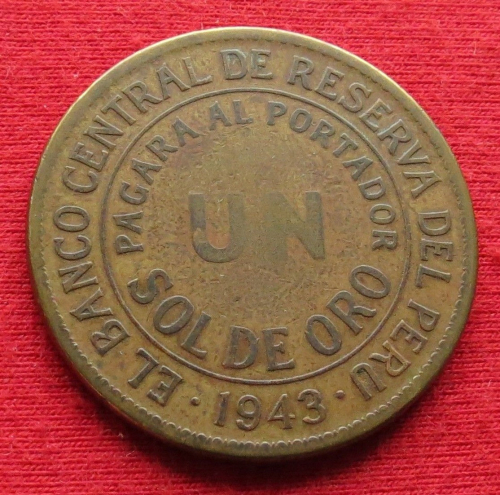 EL BANCO CENTRAL DE RESERVA DEL PERU
PAGARA AL PORTADOR
UN
SOL DE ORO
· 1943 ·